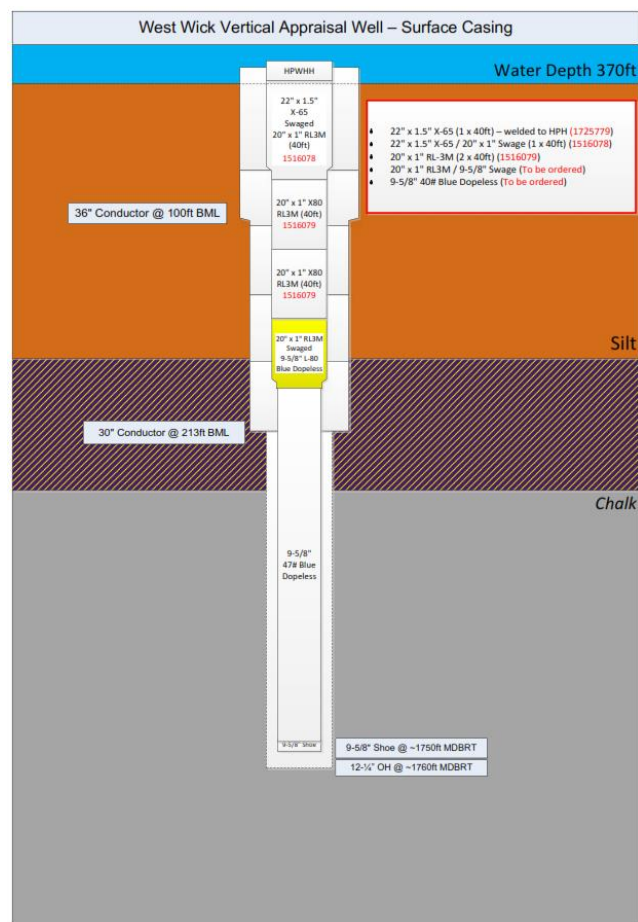 West Wick Vertical Appraisal Well – Surface Casing
HPWHH
Water Depth 370ft
22" x 1.5"
X-65
Swaged
20" x 1" RL3M
(40ft)
1516078
22" x 1.5" X-65 (1 x 40ft) – welded to HPH (1725779)
22" x 1.5" X-65 / 20" x 1" Swage (1 x 40ft) (1516078)
20" x 1" RL-3M (2 x 40ft) (1516079)
20" x 1" RL3M / 9-5/8" Swage (To be ordered)
9-5/8" 40# Blue Dopeless (To be ordered)
20" x 1" X80
RL3M (40ft)
1516079
36" Conductor @ 100ft BML
20" x 1" X80
RL3M (40ft)
1516079
20" x 1" RL3M
Swaged
9-5/8" L-80
Blue Dopeless
Silt
30" Conductor @ 213ft BML
Chalk
9-5/8"
47# Blue
Dopeless
9-5/8" Shoe
9-5/8" Shoe @ ~1750ft MDBRT
12-¼" OH @ ~1760ft MDBRT